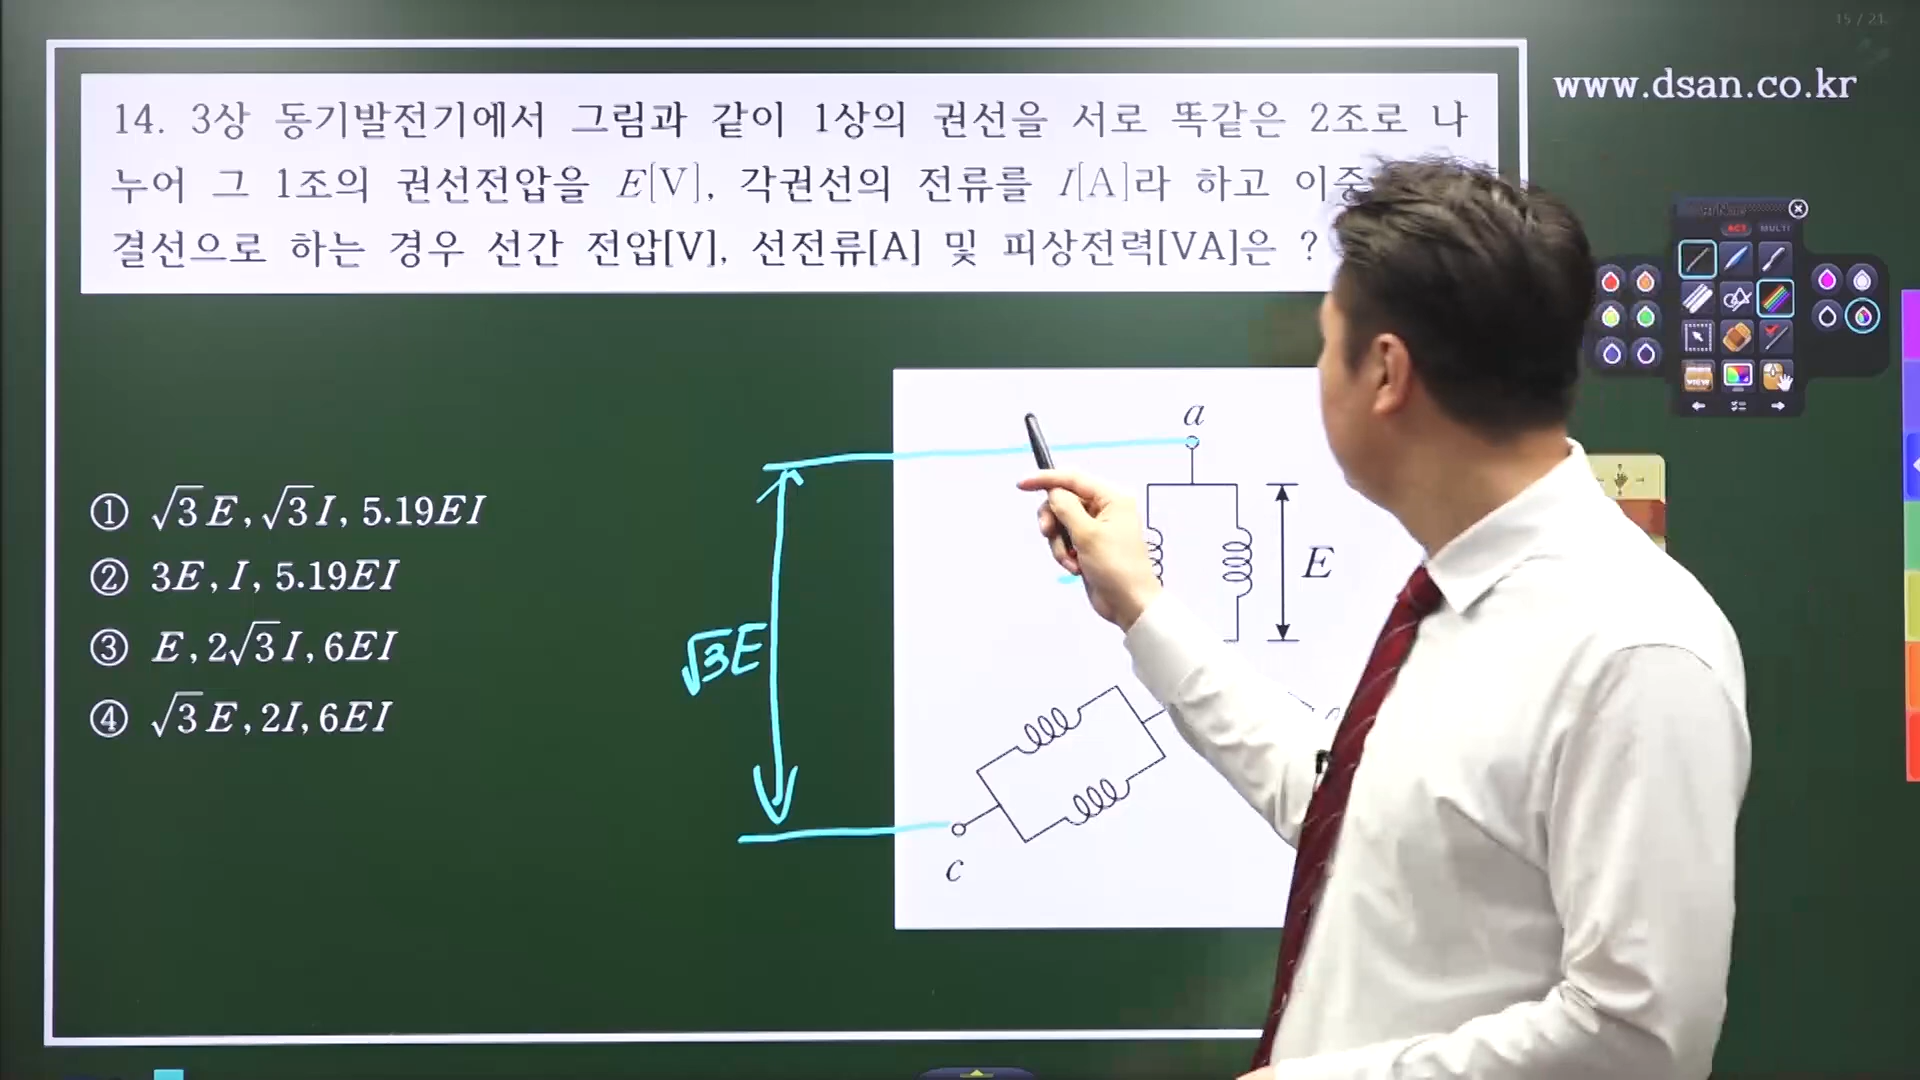 15 / 21
www.dsan.co.kr
14. 3상 동기발전기에서 그림과 같이 1상의 권선을 서로 똑같은 2조로 나
누어 그 1조의 권선전압을 E[V], 각권선의 전류를 I[A]라 하고
결선으로 하는 경우 선간 전압[V], 선전류[A] 및 피상전력[VA]은 ?
ACT MULTI
① √3E, √3I, 5.19EI
② 3E, I, 5.19EI
③ E, 2√3I, 6EI
④ √3E, 2I, 6EI
a
E
√3E
c